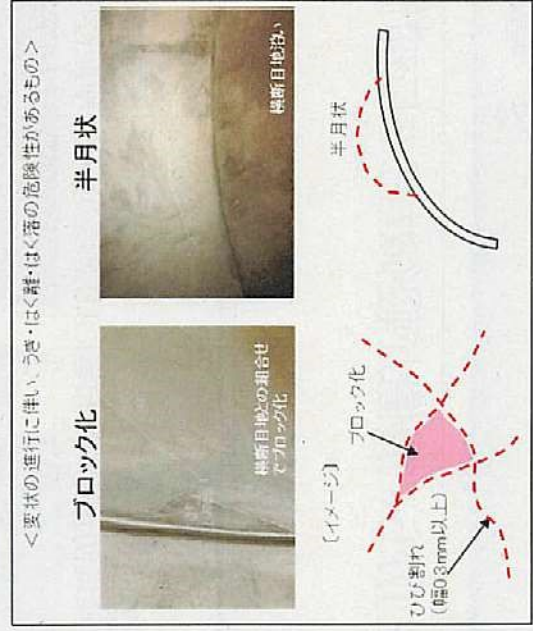 ＜変状の進行に伴い、うき・はく離・はく落の危険性があるもの＞
ブロック化
半月状
横断目地との組合せ
でブロック化
横断目地沿い
〔イメージ〕
ブロック化
ひび割れ
（幅0.3mm以上）
半月状